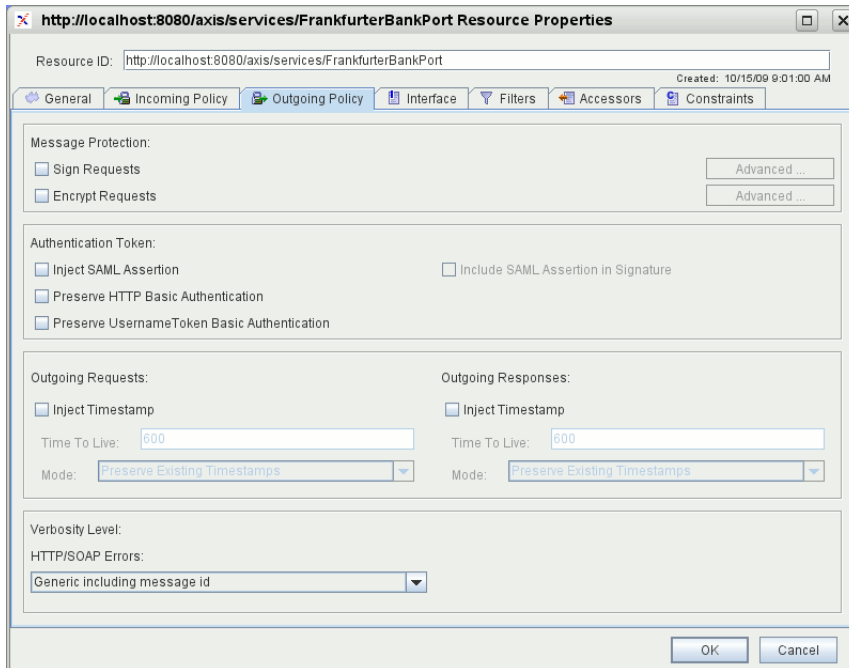 http://localhost:8080/axis/services/FrankfurterBankPort Resource Properties
Resource ID: http://localhost:8080/axis/services/FrankfurterBankPort
Created: 10/15/09 9:01:00 AM
General Incoming Policy Outgoing Policy Interface Filters Accessors Constraints
Message Protection:
Sign Requests Advanced ...
Encrypt Requests Advanced ...
Authentication Token:
Inject SAML Assertion Include SAML Assertion in Signature
Preserve HTTP Basic Authentication
Preserve UsernameToken Basic Authentication
Outgoing Requests: Outgoing Responses:
Inject Timestamp Inject Timestamp
Time To Live: 600 Time To Live: 600
Mode: Preserve Existing Timestamps Mode: Preserve Existing Timestamps
Verbosity Level:
HTTP/SOAP Errors:
Generic including message id
OK Cancel